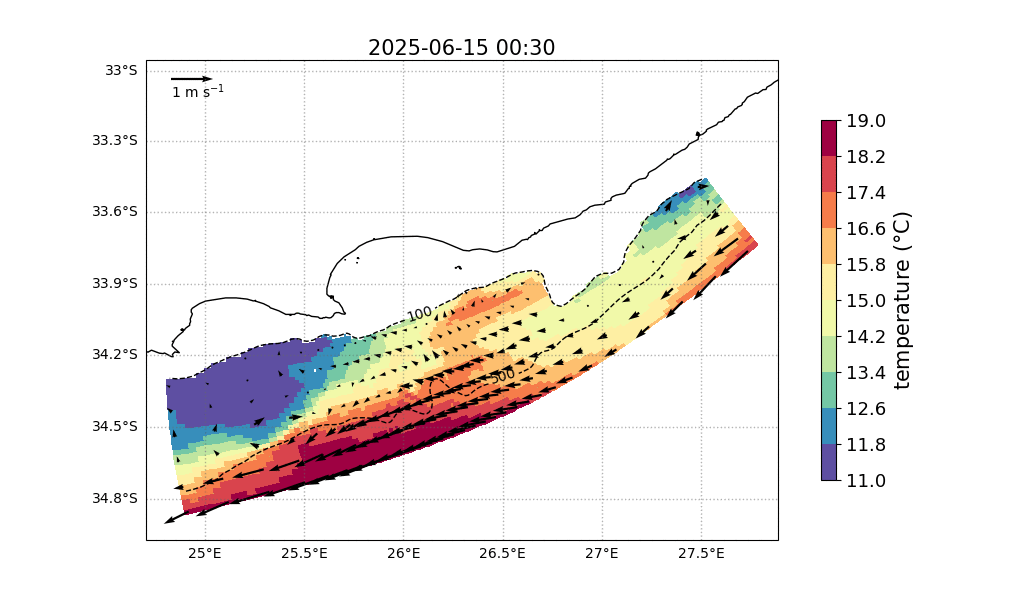 2025-06-15 00:30
1 m s⁻¹
33°S
33.3°S
33.6°S
33.9°S
34.2°S
34.5°S
34.8°S
100
500
25°E 25.5°E 26°E 26.5°E 27°E 27.5°E
19.0
18.2
17.4
16.6
15.8
15.0
14.2
13.4
12.6
11.8
11.0
temperature (°C)